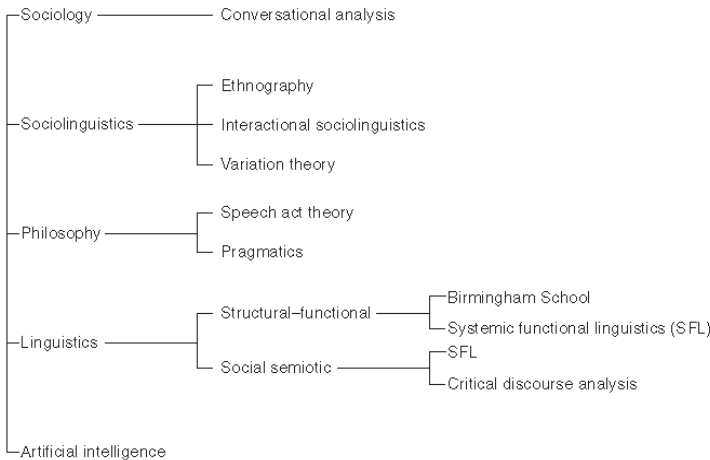 Sociology
Conversational analysis
Sociolinguistics
Ethnography
Interactional sociolinguistics
Variation theory
Philosophy
Speech act theory
Pragmatics
Linguistics
Structural–functional
Birmingham School
Systemic functional linguistics (SFL)
Social semiotic
SFL
Critical discourse analysis
Artificial intelligence